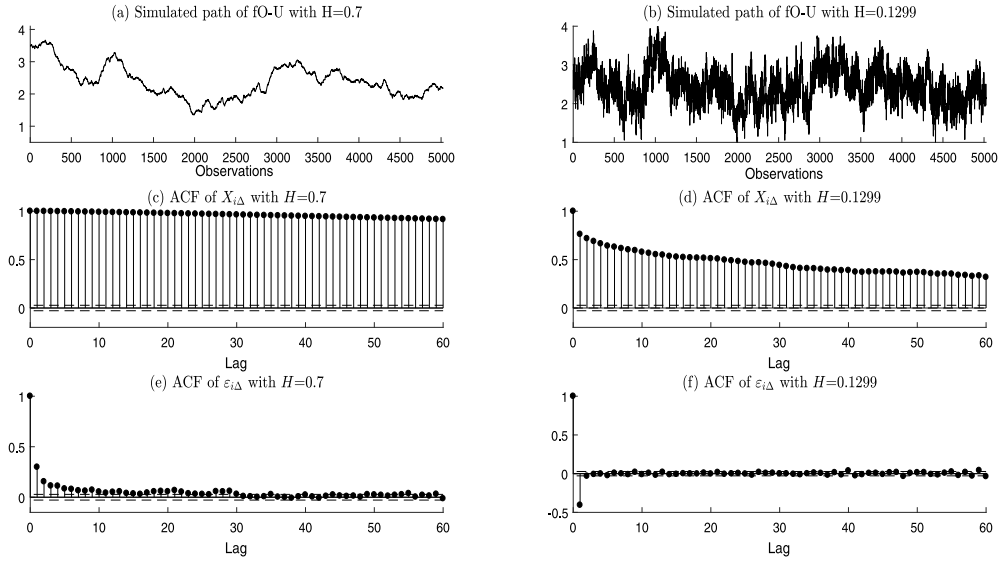 (a) Simulated path of fO-U with H=0.7
4
3
2
1
0 500 1000 1500 2000 2500 3000 3500 4000 4500 5000
Observations
(b) Simulated path of fO-U with H=0.1299
4
3
2
1
0 500 1000 1500 2000 2500 3000 3500 4000 4500 5000
Observations
(c) ACF of X_{iΔ} with H=0.7
1
0.5
0
0 10 20 30 40 50 60
Lag
(d) ACF of X_{iΔ} with H=0.1299
1
0.5
0
0 10 20 30 40 50 60
Lag
(e) ACF of ε_{iΔ} with H=0.7
1
0.5
0
0 10 20 30 40 50 60
Lag
(f) ACF of ε_{iΔ} with H=0.1299
1
0.5
0
-0.5
0 10 20 30 40 50 60
Lag